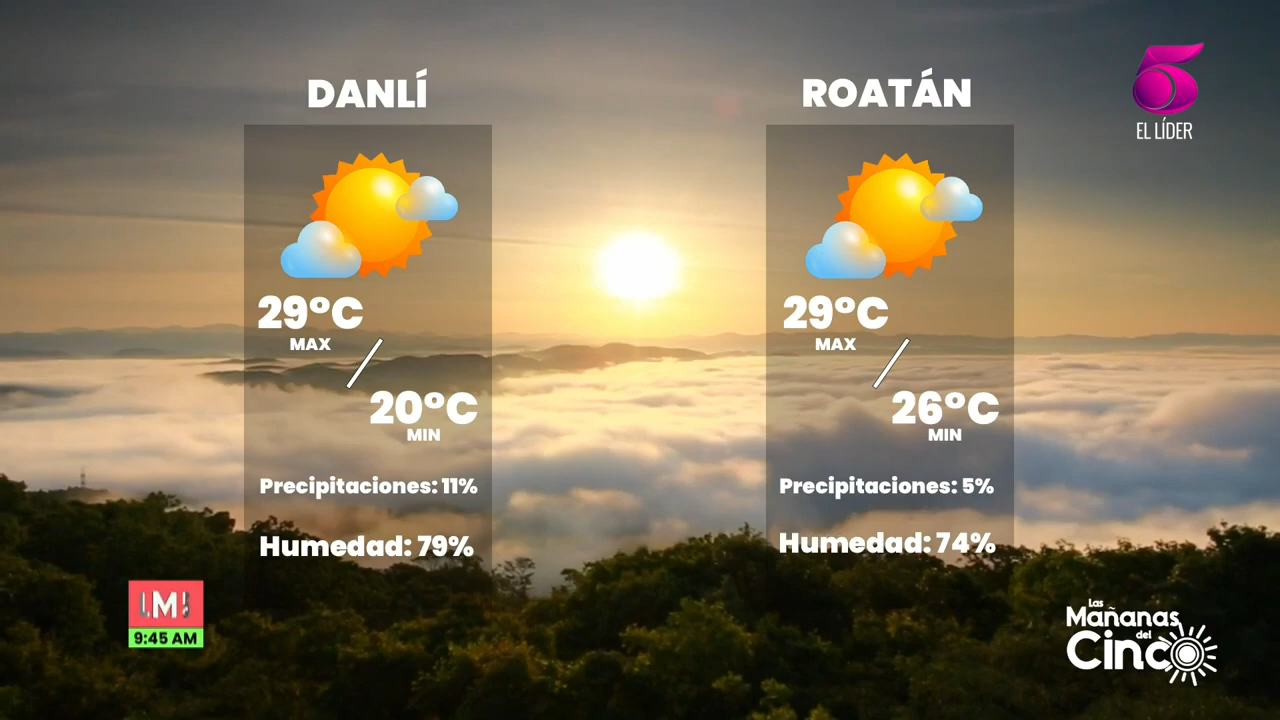 DANLÍ
29°C
MAX
20°C
MIN
Precipitaciones: 11%
Humedad: 79%
ROATÁN
29°C
MAX
26°C
MIN
Precipitaciones: 5%
Humedad: 74%
5
EL LÍDER
M
9:45 AM
Las
Mañanas
del
Cinco